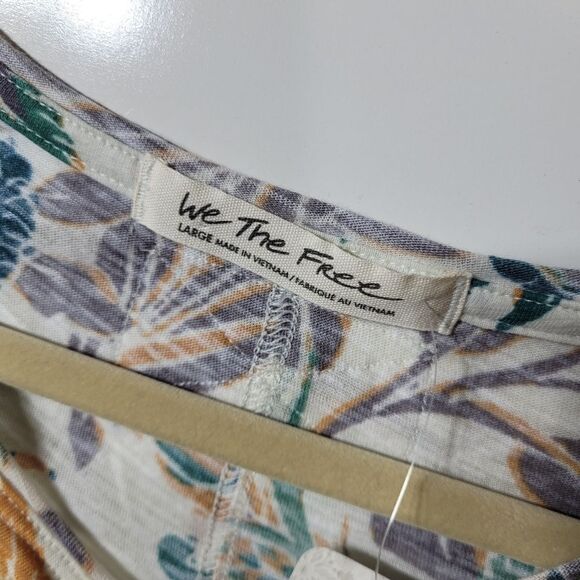 We The Free
LARGE MADE IN VIETNAM / FABRIQUÉ AU VIETNAM